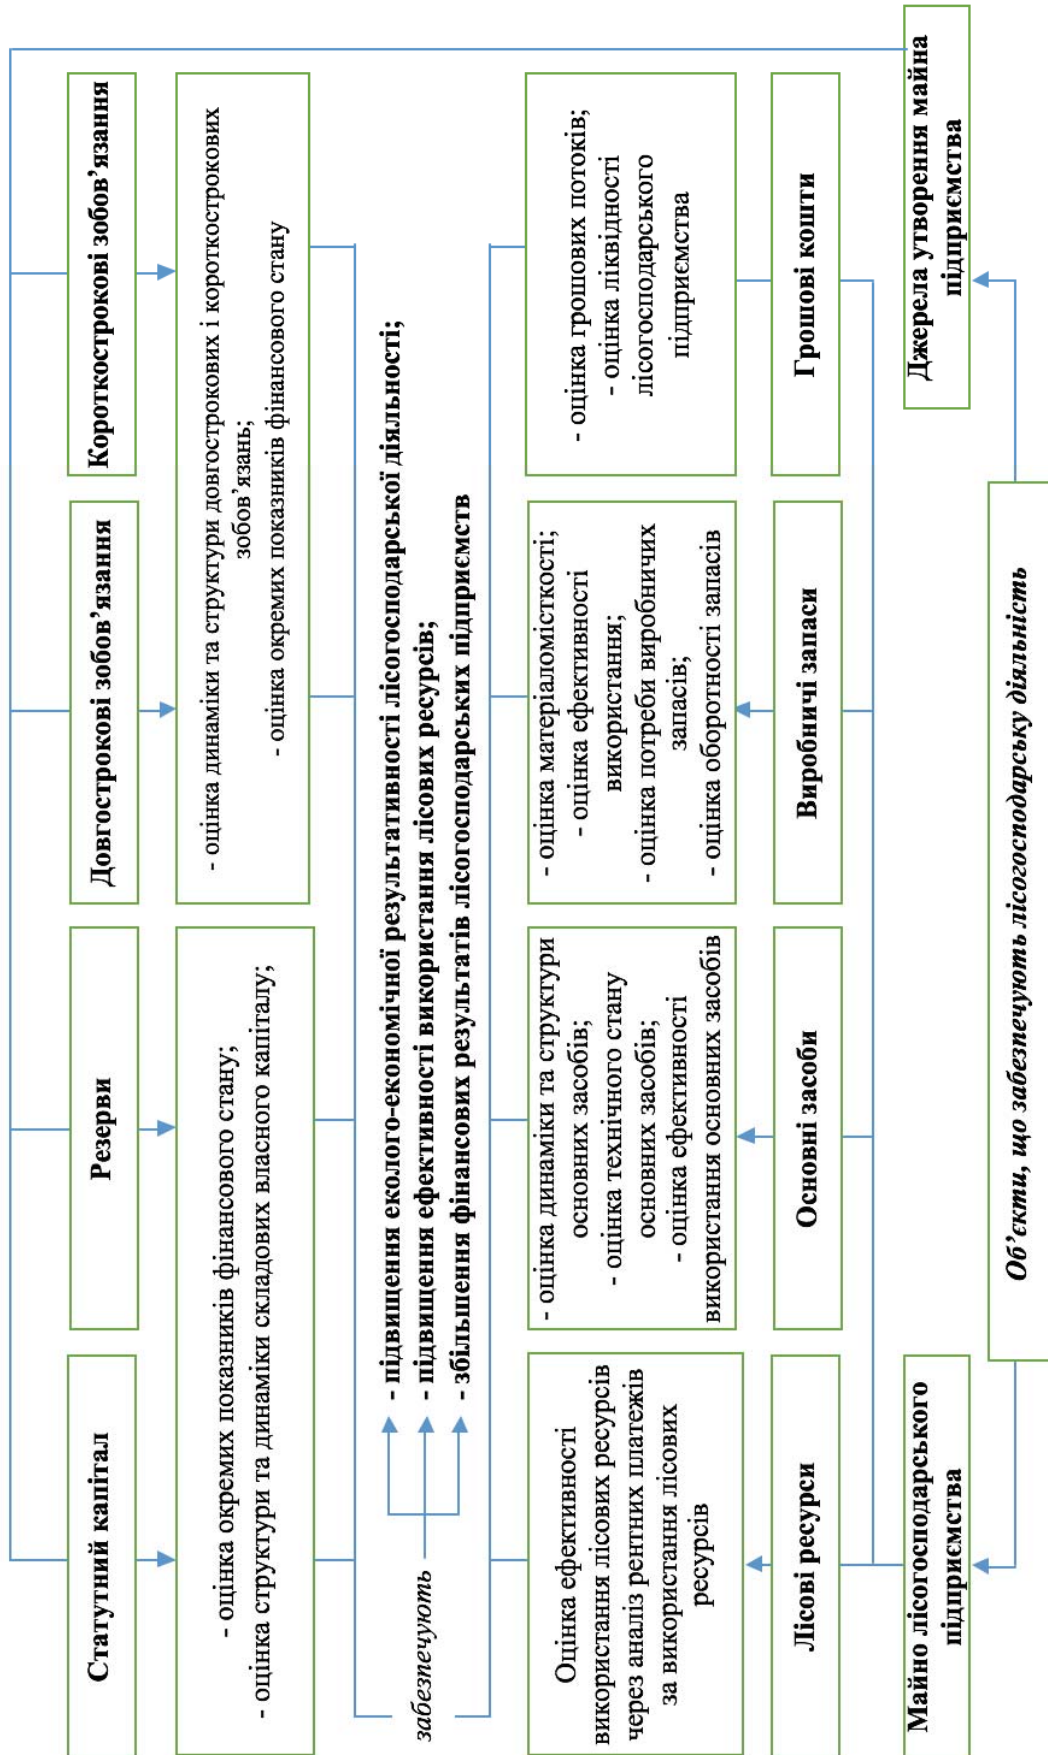 Статутний капітал
Резерви
Довгострокові зобов’язання
Короткострокові зобов’язання
- оцінка окремих показників фінансового стану;
- оцінка структури та динаміки складових власного капіталу;
- оцінка динаміки та структури довгострокових і короткострокових
зобов’язань;
- оцінка окремих показників фінансового стану
забезпечують
- підвищення еколого-економічної результативності лісогосподарської діяльності;
- підвищення ефективності використання лісових ресурсів;
- збільшення фінансових результатів лісогосподарських підприємств
Оцінка ефективності
використання лісових ресурсів
через аналіз рентних платежів
за використання лісових
ресурсів
- оцінка динаміки та структури
основних засобів;
- оцінка технічного стану
основних засобів;
- оцінка ефективності
використання основних засобів
- оцінка матеріаломісткості;
- оцінка ефективності
використання;
- оцінка потреби виробничих
запасів;
- оцінка оборотності запасів
- оцінка грошових потоків;
- оцінка ліквідності
лісогосподарського
підприємства
Лісові ресурси
Основні засоби
Виробничі запаси
Грошові кошти
Майно лісогосподарського
підприємства
Джерела утворення майна
підприємства
Об’єкти, що забезпечують лісогосподарську діяльність